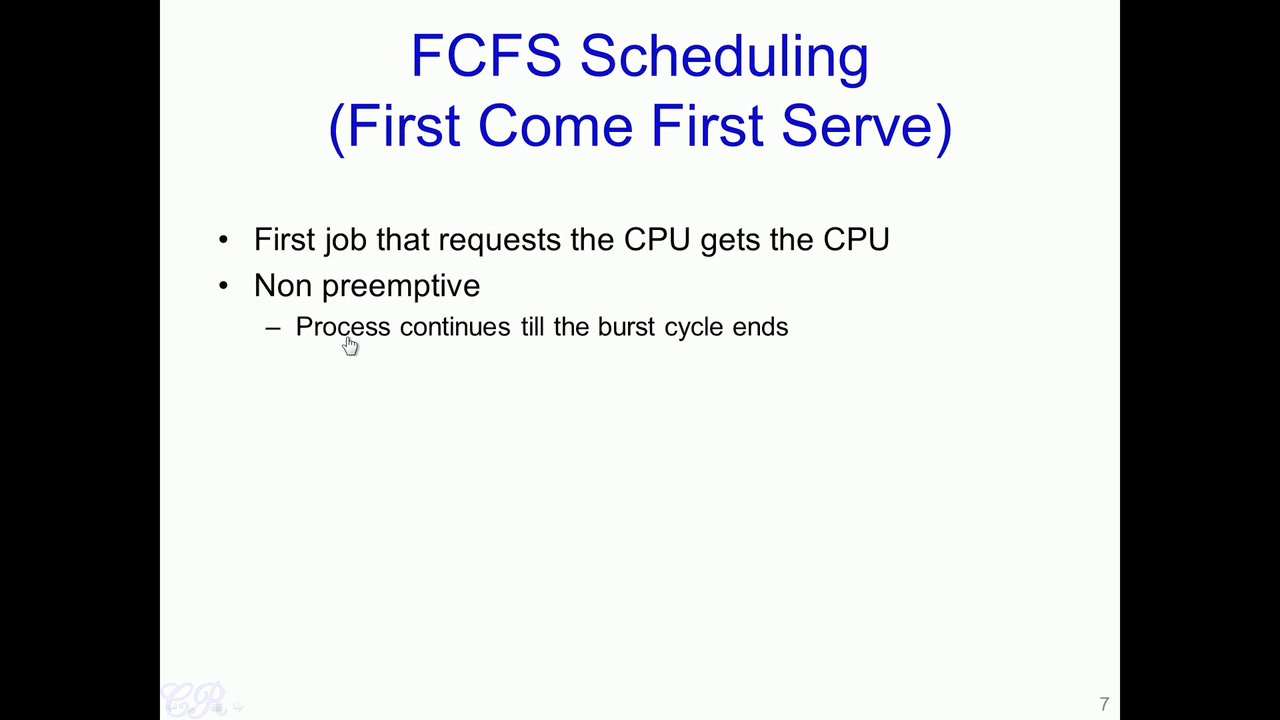 FCFS Scheduling
(First Come First Serve)
• First job that requests the CPU gets the CPU
• Non preemptive
– Process continues till the burst cycle ends
CR
7